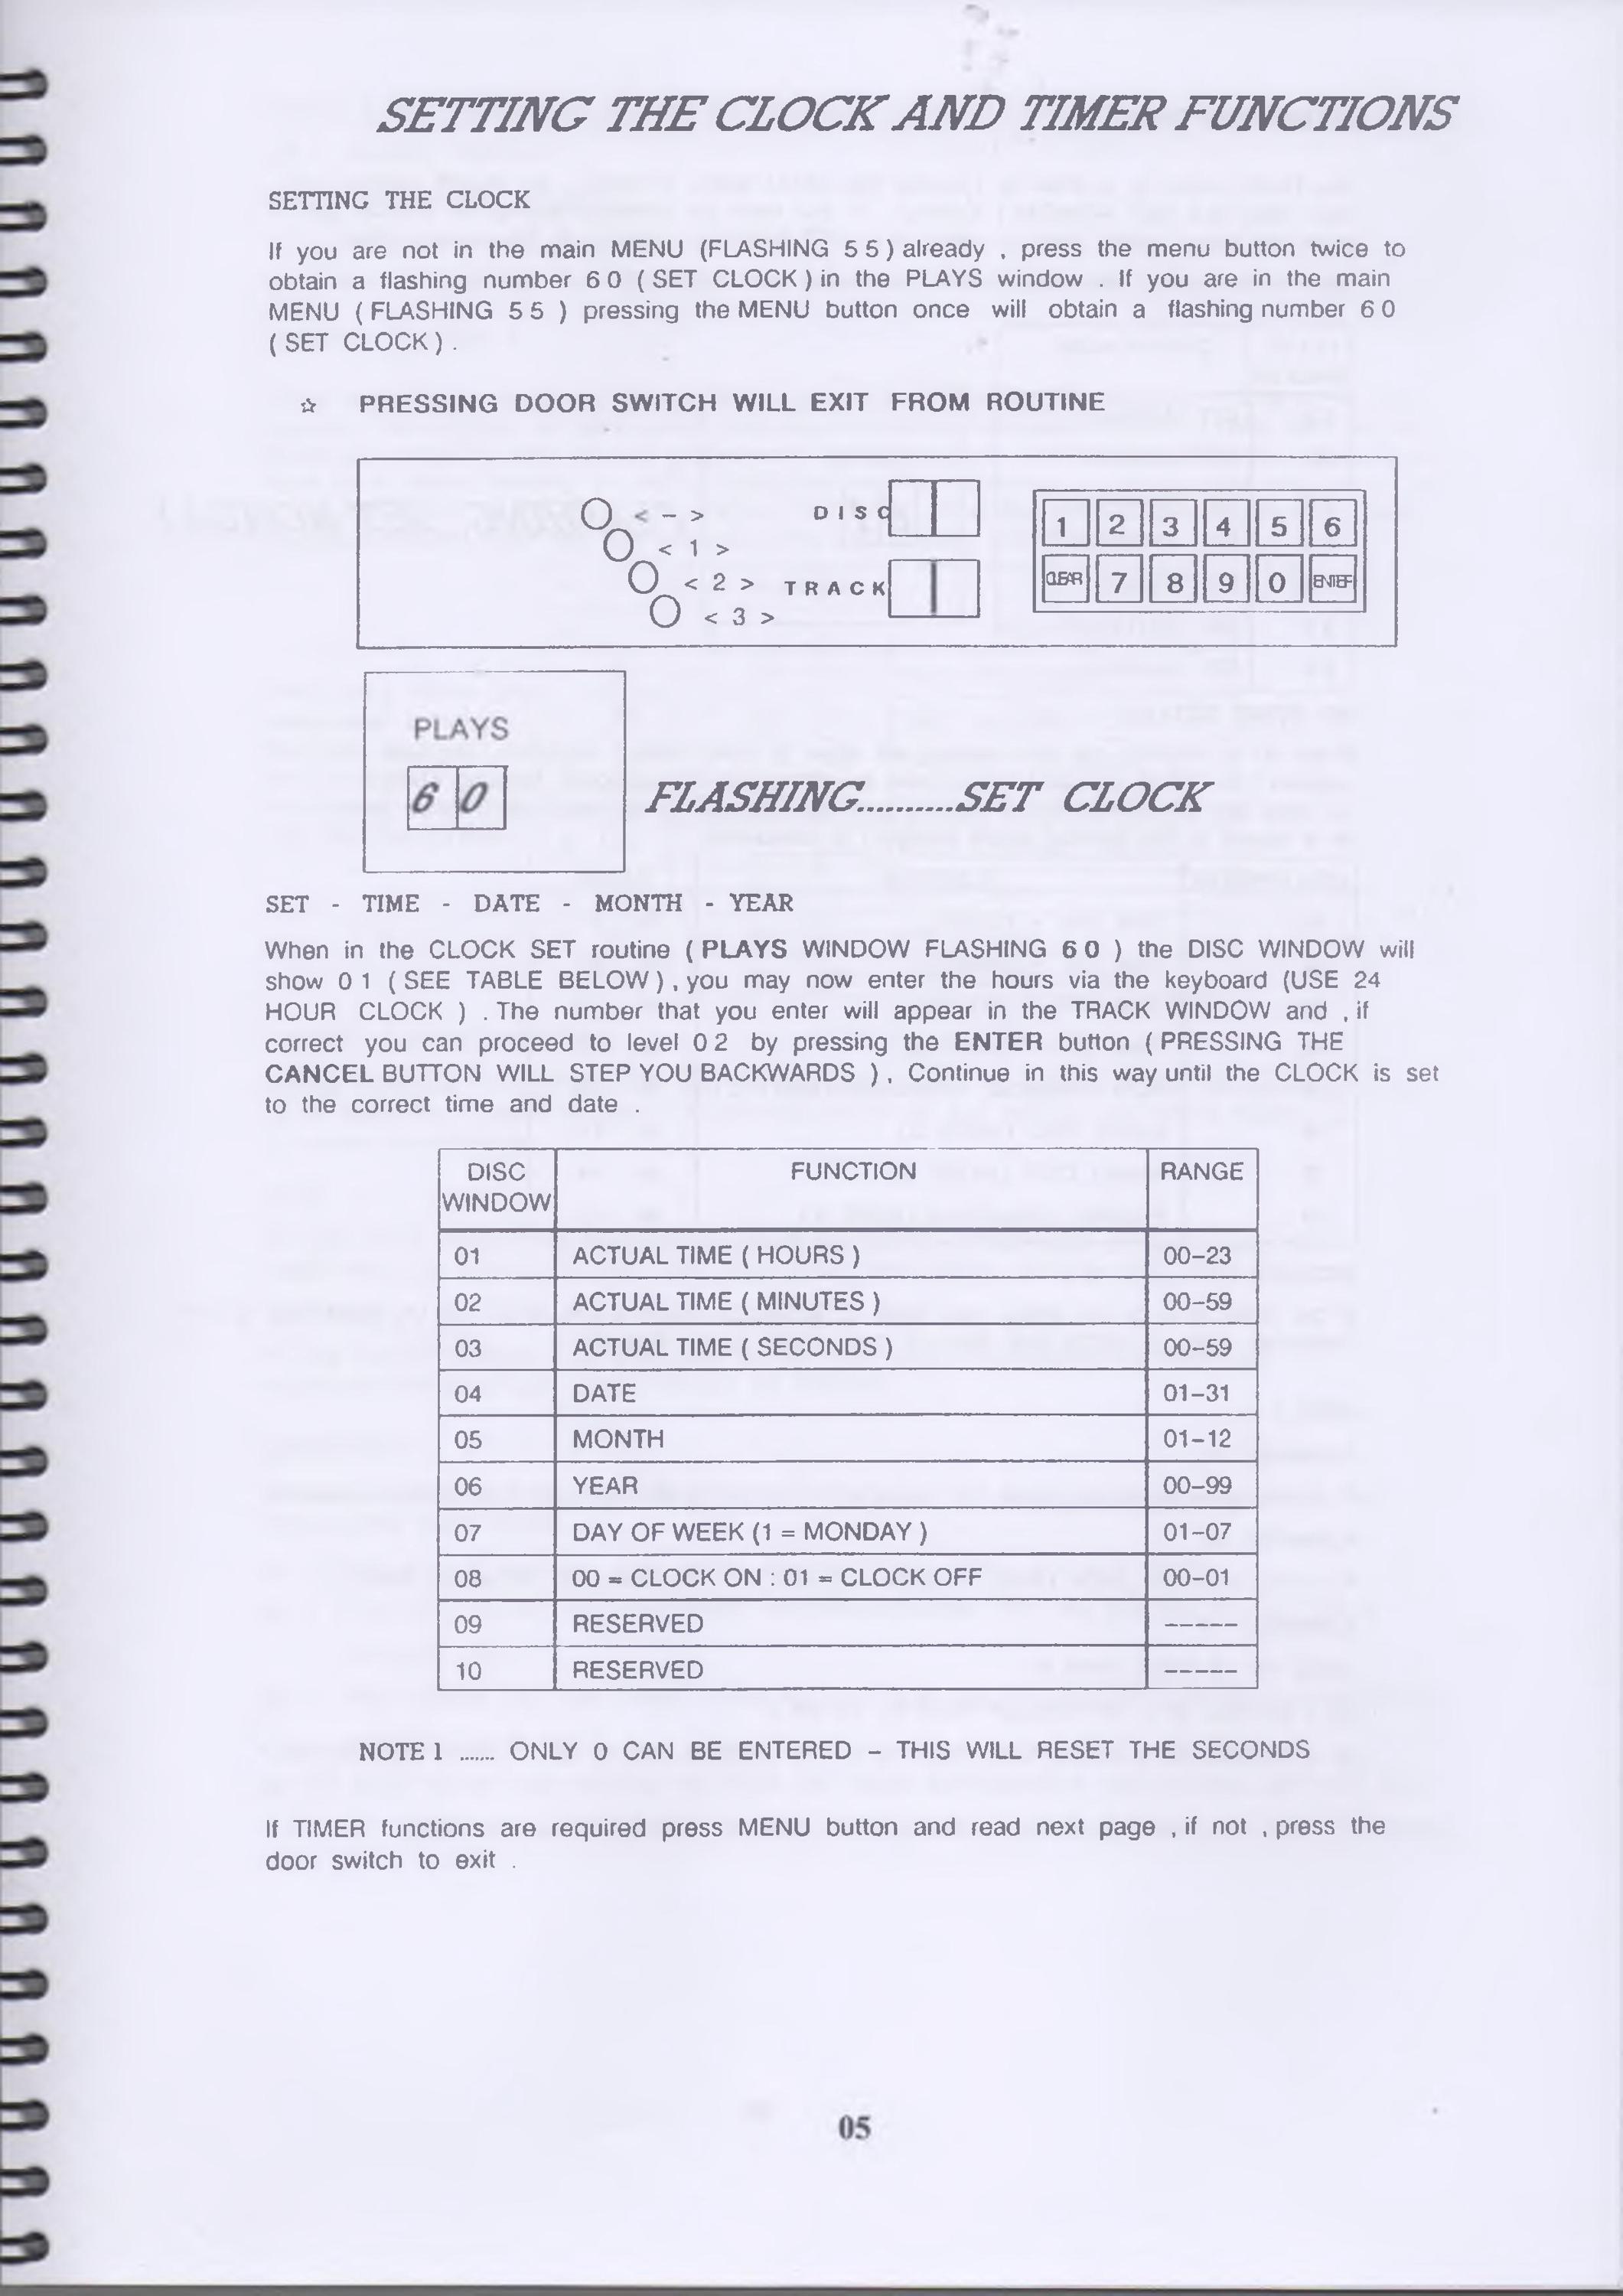 SETTING THE CLOCK AND TIMER FUNCTIONS
SETTING THE CLOCK
If you are not in the main MENU (FLASHING 5 5 ) already , press the menu button twice to
obtain a flashing number 6 0 ( SET CLOCK ) in the PLAYS window . If you are in the main
MENU ( FLASHING 5 5 ) pressing the MENU button once will obtain a flashing number 6 0
( SET CLOCK ) .
☆ PRESSING DOOR SWITCH WILL EXIT FROM ROUTINE
< - >
< 1 >
< 2 >
< 3 >
DISC
TRACK
1 2 3 4 5 6
CLEAR 7 8 9 0 ENTER
PLAYS
6 0
FLASHING..........SET CLOCK
SET - TIME - DATE - MONTH - YEAR
When in the CLOCK SET routine ( PLAYS WINDOW FLASHING 6 0 ) the DISC WINDOW will
show 0 1 ( SEE TABLE BELOW ) , you may now enter the hours via the keyboard (USE 24
HOUR CLOCK ) . The number that you enter will appear in the TRACK WINDOW and , if
correct you can proceed to level 0 2 by pressing the ENTER button ( PRESSING THE
CANCEL BUTTON WILL STEP YOU BACKWARDS ) , Continue in this way until the CLOCK is set
to the correct time and date .
DISC WINDOW FUNCTION RANGE
01 ACTUAL TIME ( HOURS ) 00-23
02 ACTUAL TIME ( MINUTES ) 00-59
03 ACTUAL TIME ( SECONDS ) 00-59
04 DATE 01-31
05 MONTH 01-12
06 YEAR 00-99
07 DAY OF WEEK (1 = MONDAY ) 01-07
08 00 = CLOCK ON : 01 = CLOCK OFF 00-01
09 RESERVED -----
10 RESERVED -----
NOTE 1 ....... ONLY 0 CAN BE ENTERED - THIS WILL RESET THE SECONDS
If TIMER functions are required press MENU button and read next page , if not , press the
door switch to exit .
05